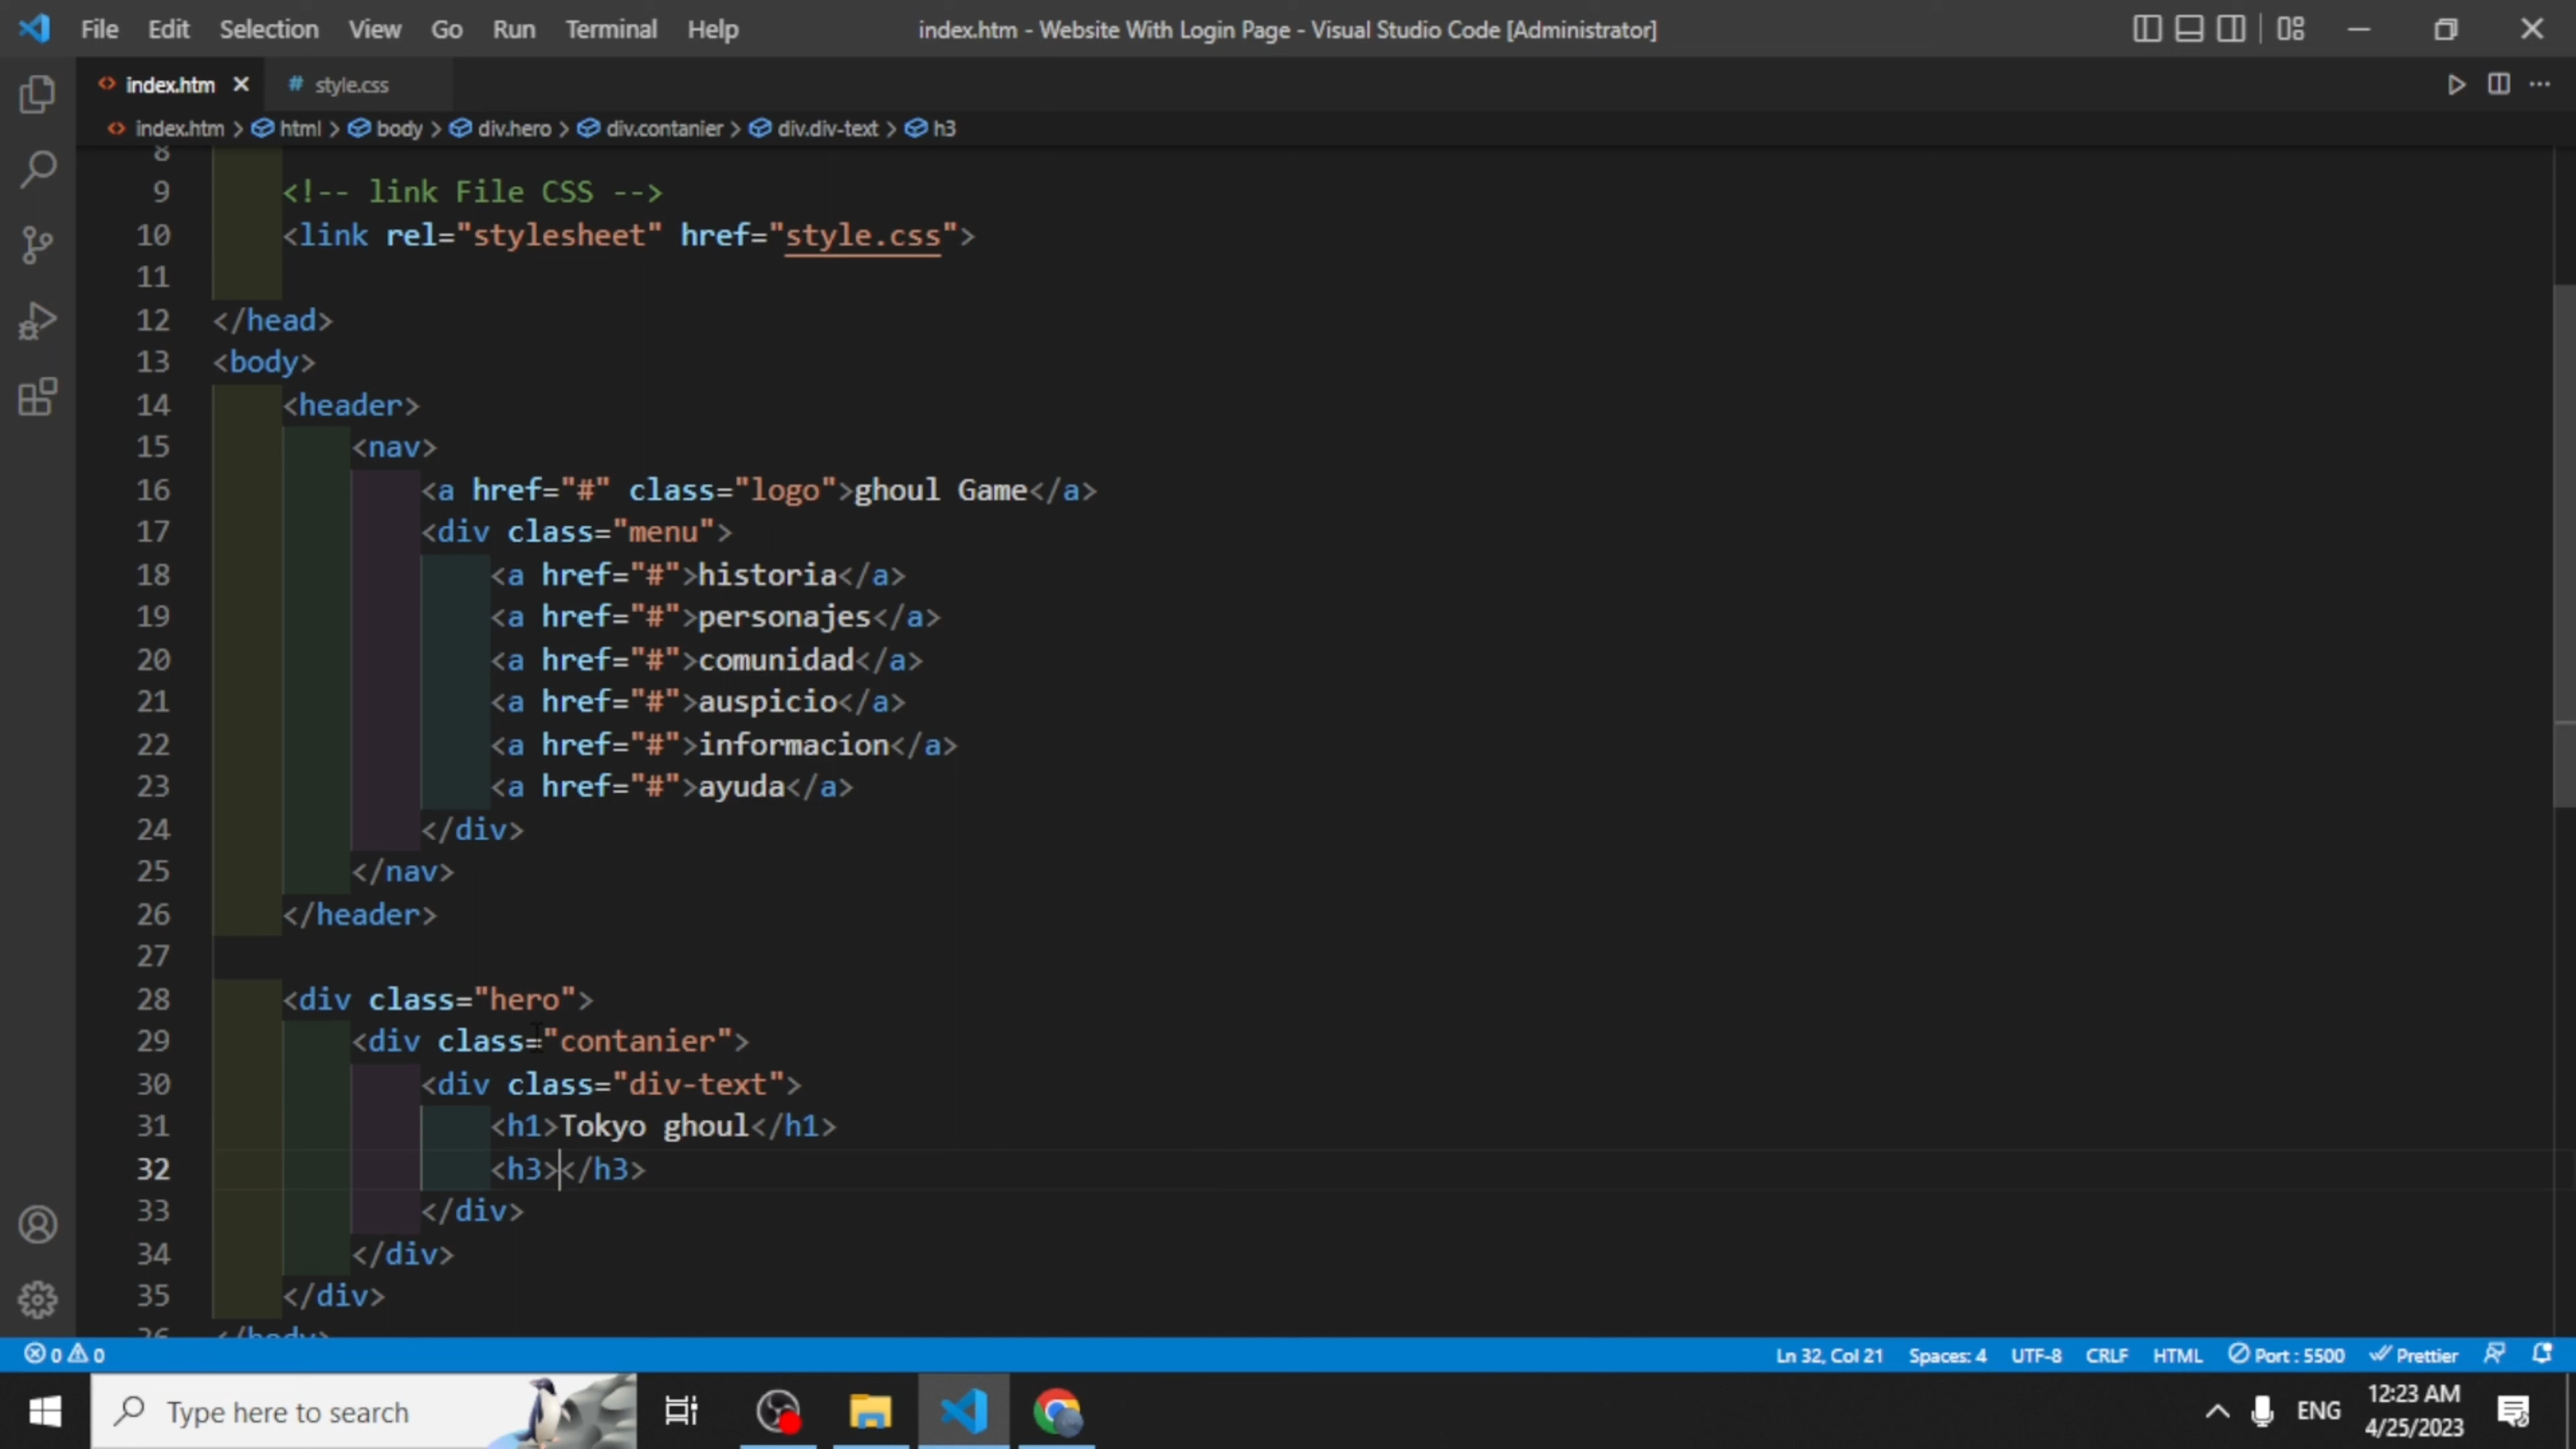 File Edit Selection View Go Run Terminal Help index.htm - Website With Login Page - Visual Studio Code [Administrator]
index.htm style.css
index.htm > html > body > div.hero > div.contanier > div.div-text > h3
8
9 <!-- link File CSS -->
10 <link rel="stylesheet" href="style.css">
11
12 </head>
13 <body>
14 <header>
15 <nav>
16 <a href="#" class="logo">ghoul Game</a>
17 <div class="menu">
18 <a href="#">historia</a>
19 <a href="#">personajes</a>
20 <a href="#">comunidad</a>
21 <a href="#">auspicio</a>
22 <a href="#">informacion</a>
23 <a href="#">ayuda</a>
24 </div>
25 </nav>
26 </header>
27
28 <div class="hero">
29 <div class="contanier">
30 <div class="div-text">
31 <h1>Tokyo ghoul</h1>
32 <h3></h3>
33 </div>
34 </div>
35 </div>
36 </body>
0 0 Ln 32, Col 21 Spaces: 4 UTF-8 CRLF HTML Port : 5500 Prettier
Type here to search ENG 12:23 AM
4/25/2023